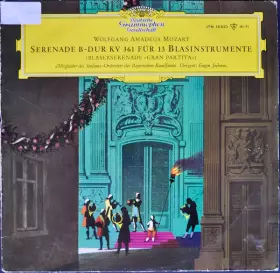 Deutsche
Grammophon
Gesellschaft
WOLFGANG AMADEUS MOZART
SERENADE B-DUR KV 361 FÜR 13 BLASINSTRUMENTE
(BLÄSERSERENADE »GRAN PARTITA«)
Mitglieder des Sinfonie-Orchesters des Bayerischen Rundfunks Dirigent: Eugen Jochum